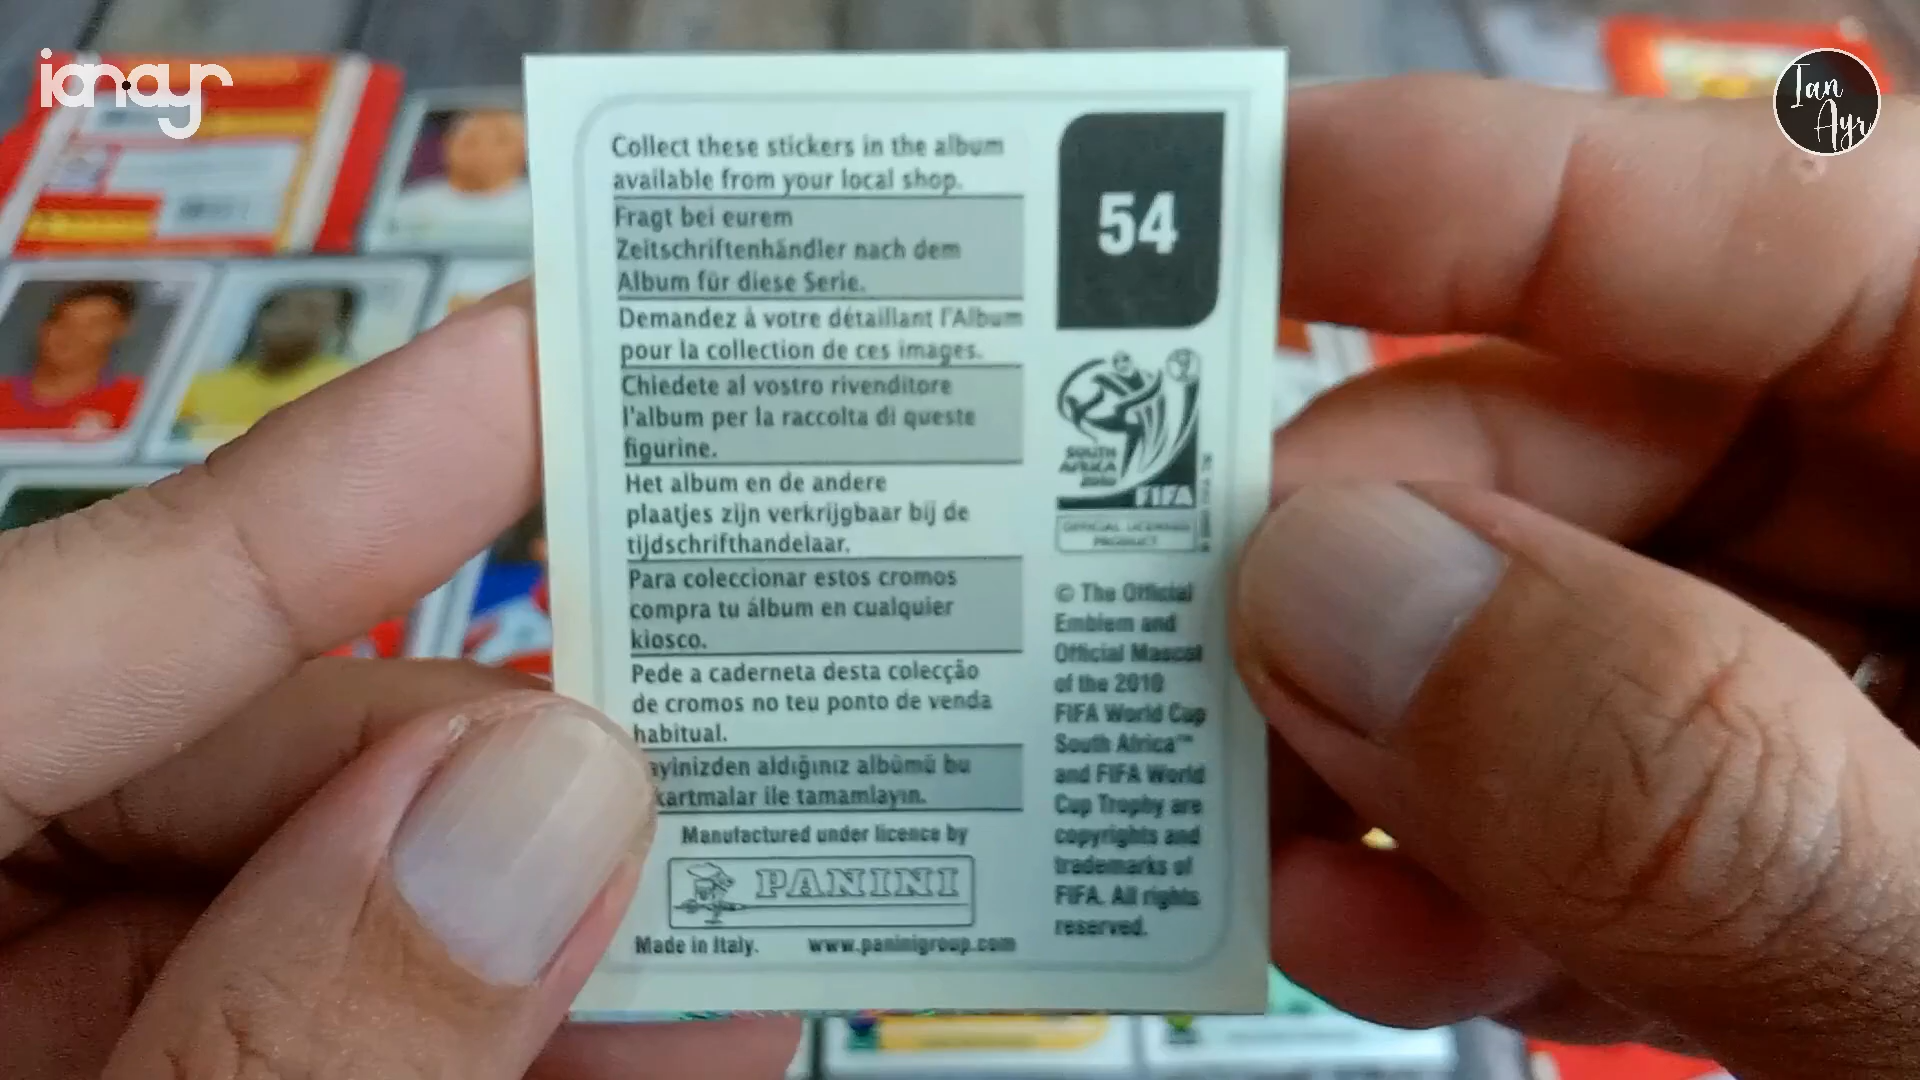 ianayr
Ian
Ayr
Collect these stickers in the album
available from your local shop.
Fragt bei eurem
Zeitschriftenhändler nach dem
Album für diese Serie.
Demandez à votre détaillant l'Album
pour la collection de ces images.
Chiedete al vostro rivenditore
l'album per la raccolta di queste
figurine.
Het album en de andere
plaatjes zijn verkrijgbaar bij de
tijdschrifthandelaar.
Para coleccionar estos cromos
compra tu álbum en cualquier
kiosco.
Pede a caderneta desta colecção
de cromos no teu ponto de venda
habitual.
ayinizden aldığınız albümü bu
kartmalar ile tamamlayın.
Manufactured under licence by
PANINI
Made in Italy. www.paninigroup.com
54
SOUTH
AFRICA
2010
FIFA
OFFICIAL LICENSED
PRODUCT
© The Official
Emblem and
Official Mascot
of the 2010
FIFA World Cup
South Africa™
and FIFA World
Cup Trophy are
copyrights and
trademarks of
FIFA. All rights
reserved.